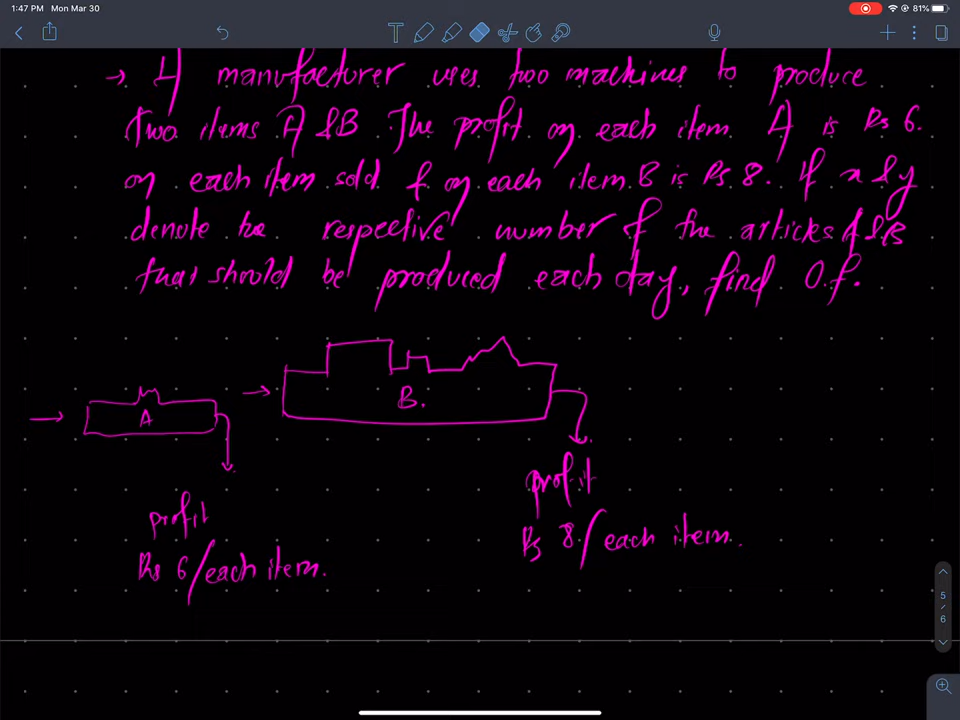 1:47 PM Mon Mar 30
81%
→ A manufacturer uses two machines to produce
two items A & B. The profit on each item A is Rs 6.
on each item sold & on each item B is Rs 8. If x & y
denote the respective number of the articles A & B
that should be produced each day, find O.f.
A
B.
profit
Rs 6/each item.
profit
Rs 8/each item.
5
/
6